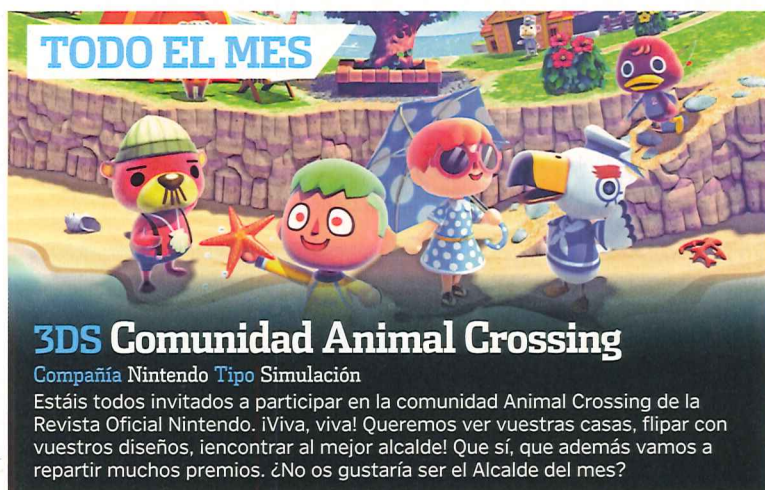 TODO EL MES
3DS Comunidad Animal Crossing
Compañía Nintendo Tipo Simulación
Estáis todos invitados a participar en la comunidad Animal Crossing de la
Revista Oficial Nintendo. ¡Viva, viva! Queremos ver vuestras casas, flipar con
vuestros diseños, ¡encontrar al mejor alcalde! Que sí, que además vamos a
repartir muchos premios. ¿No os gustaría ser el Alcalde del mes?